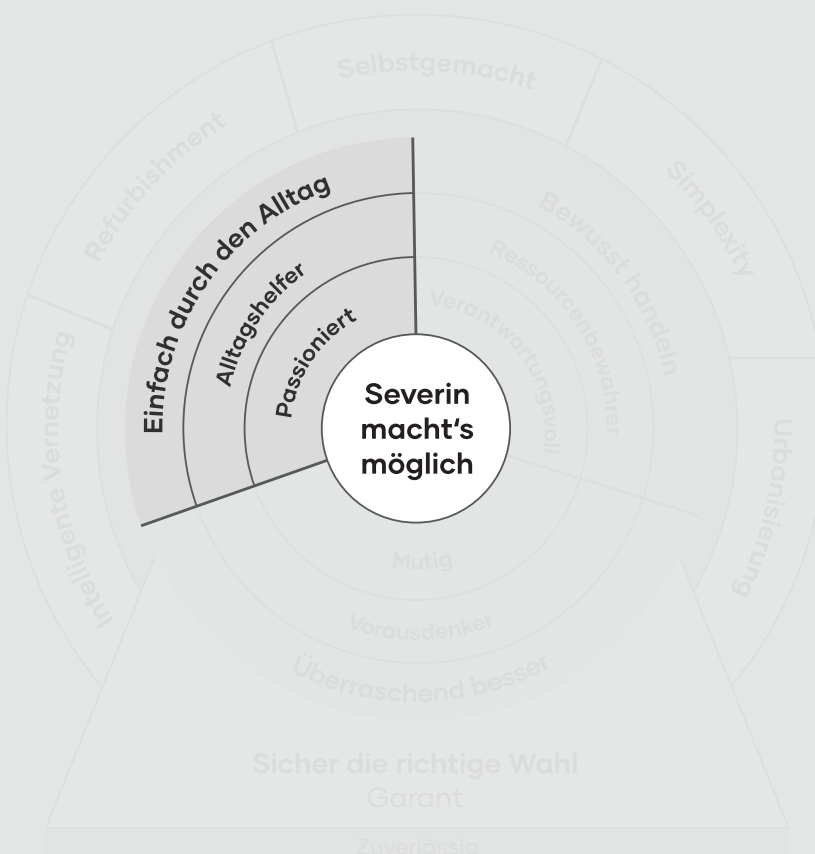 Selbstgemacht
Refurbishment
Simplexity
Intelligente Vernetzung
Urbanisierung
Einfach durch den Alltag
Alltagshelfer
Passioniert
Bewusst handeln
Ressourcenbewahrer
Verantwortungsvoll
Severin
macht‘s
möglich
Mutig
Vorausdenker
Überraschend besser
Sicher die richtige Wahl
Garant
Zuverlässig